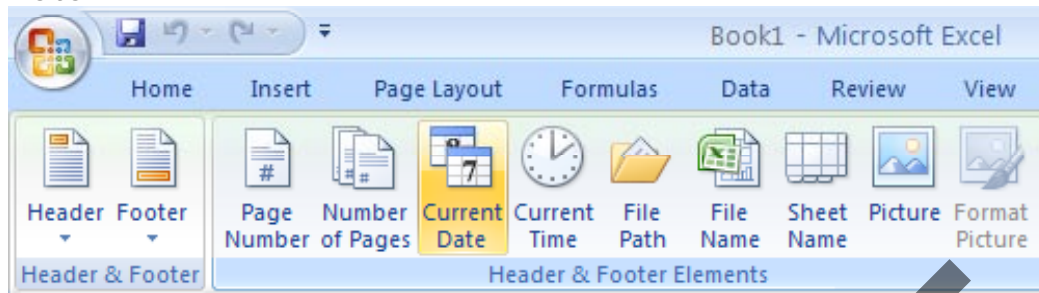 Book1 - Microsoft Excel
Home Insert Page Layout Formulas Data Review View
Header Footer Page Number Number of Pages Current Date Current Time File Path File Name Sheet Name Picture Format Picture
Header & Footer Header & Footer Elements